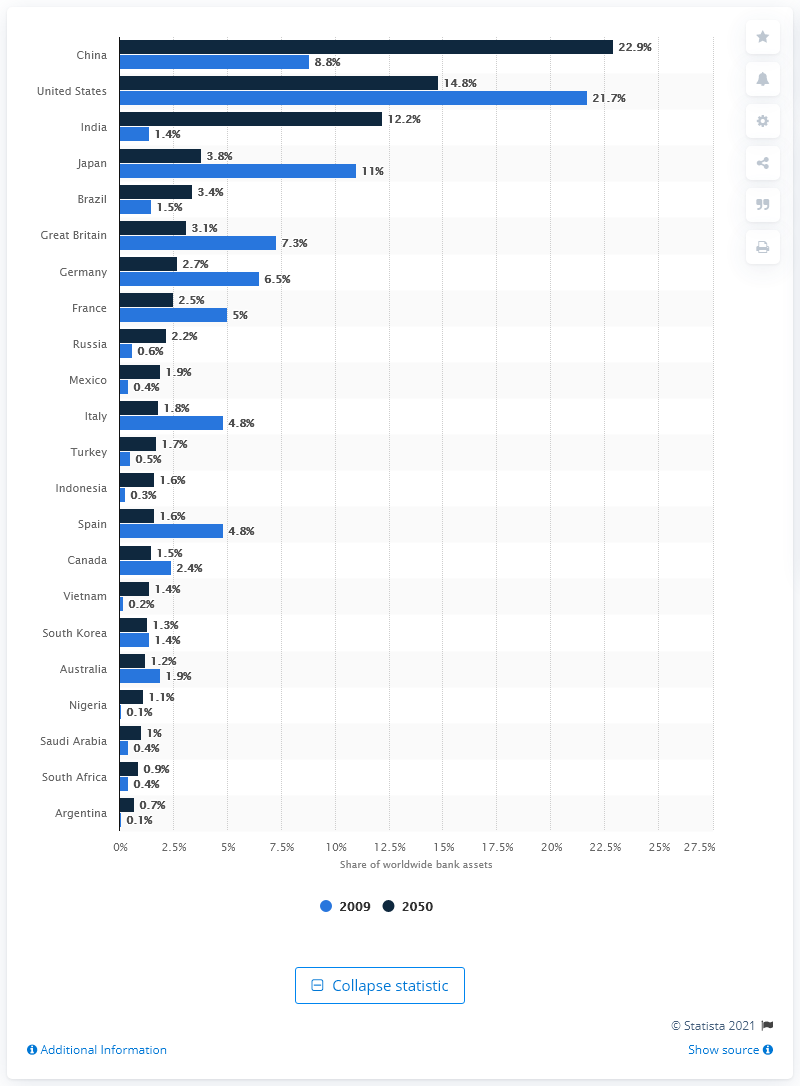 China
22.9%
8.8%
United States
14.8%
21.7%
India
12.2%
1.4%
Japan
3.8%
11%
Brazil
3.4%
1.5%
Great Britain
3.1%
7.3%
Germany
2.7%
6.5%
France
2.5%
5%
Russia
2.2%
0.6%
Mexico
1.9%
0.4%
Italy
1.8%
4.8%
Turkey
1.7%
0.5%
Indonesia
1.6%
0.3%
Spain
1.6%
4.8%
Canada
1.5%
2.4%
Vietnam
1.4%
0.2%
South Korea
1.3%
1.4%
Australia
1.2%
1.9%
Nigeria
1.1%
0.1%
Saudi Arabia
1%
0.4%
South Africa
0.9%
0.4%
Argentina
0.7%
0.1%
0% 2.5% 5% 7.5% 10% 12.5% 15% 17.5% 20% 22.5% 25% 27.5%
Share of worldwide bank assets
2009 2050
Collapse statistic
© Statista 2021
Additional Information
Show source